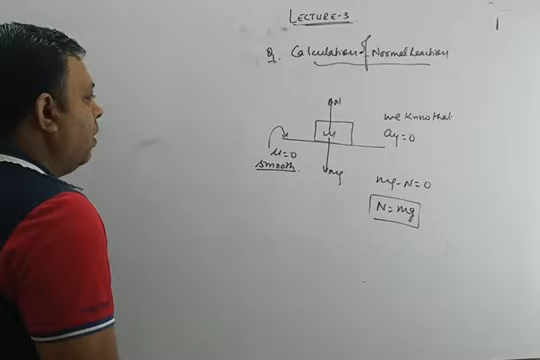 LECTURE-3
1
Q. Calculation of Normal Reaction
N
we know that
M
ay=0
μ=0
smooth.
mg
mg-N=0
N=mg